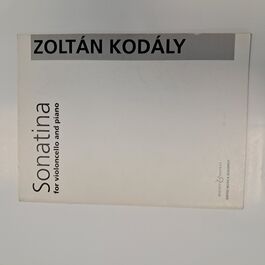 ZOLTÁN KODÁLY
Sonatina
for violoncello and piano